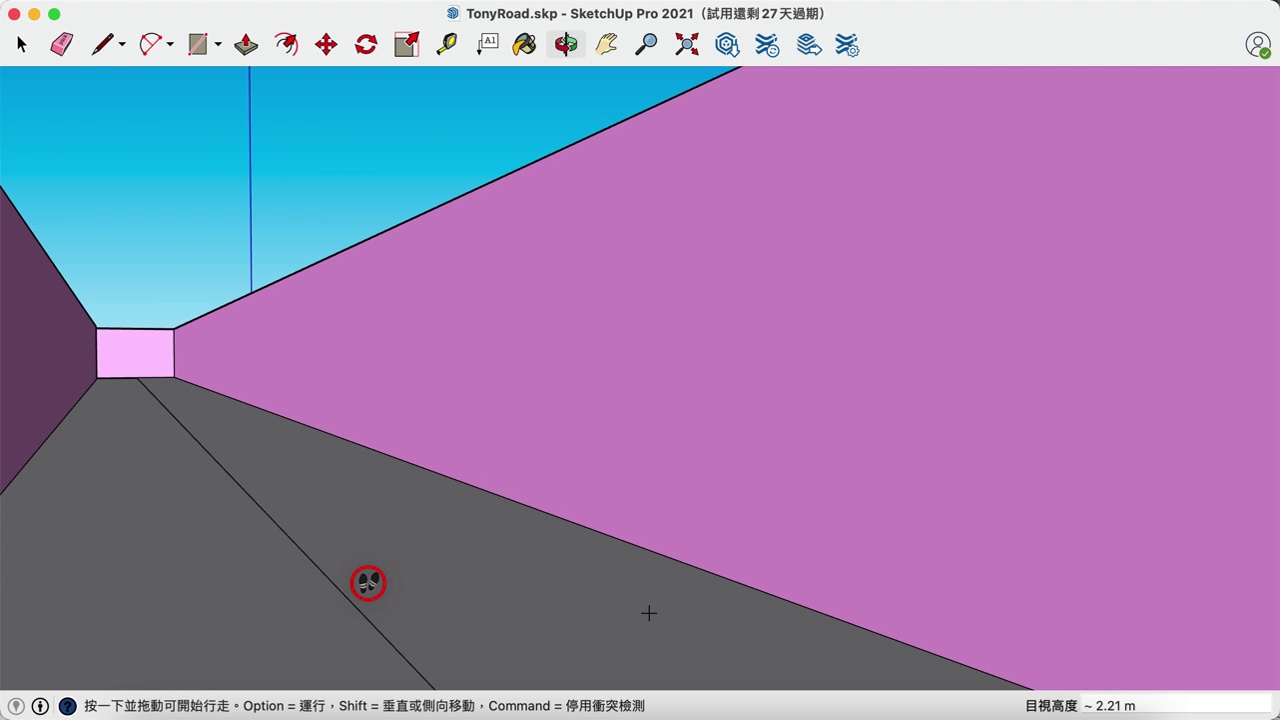 TonyRoad.skp - SketchUp Pro 2021（試用還剩 27 天過期）
A1
按一下並拖動可開始行走。Option = 運行，Shift = 垂直或側向移動，Command = 停用衝突檢測
目視高度 ~ 2.21 m